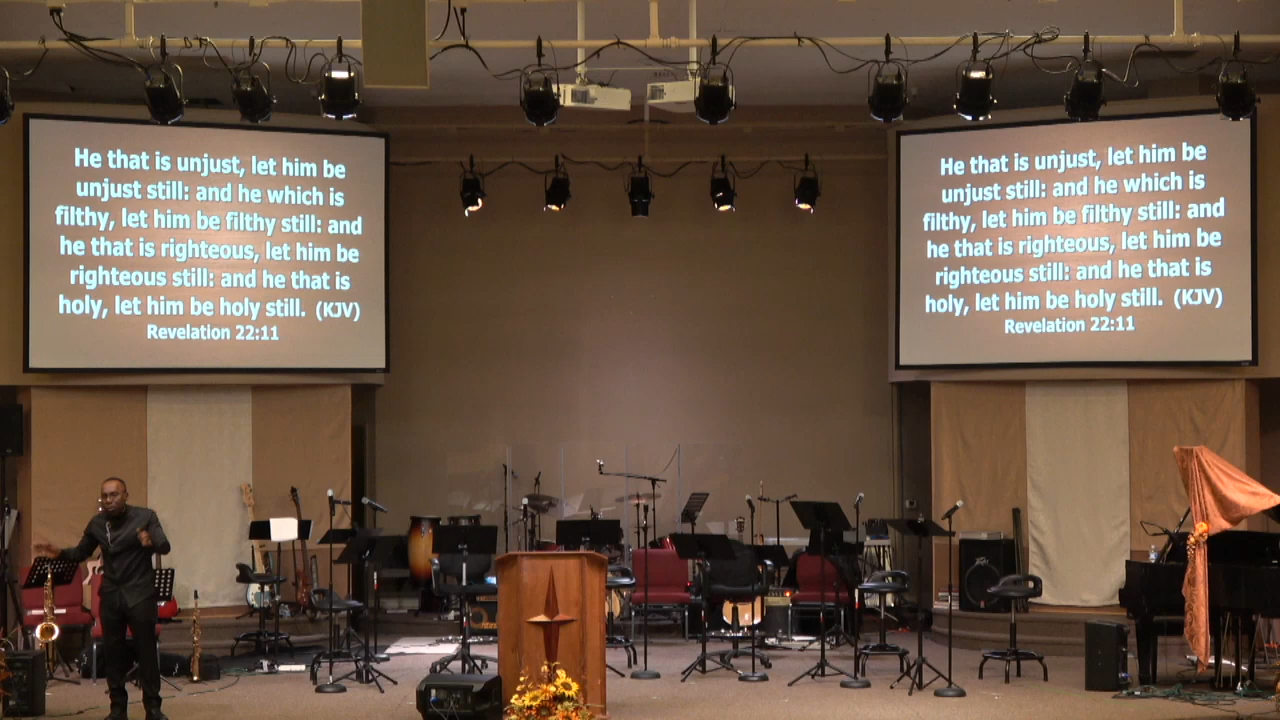 He that is unjust, let him be
unjust still: and he which is
filthy, let him be filthy still: and
he that is righteous, let him be
righteous still: and he that is
holy, let him be holy still.  (KJV)
Revelation 22:11
He that is unjust, let him be
unjust still: and he which is
filthy, let him be filthy still: and
he that is righteous, let him be
righteous still: and he that is
holy, let him be holy still.  (KJV)
Revelation 22:11